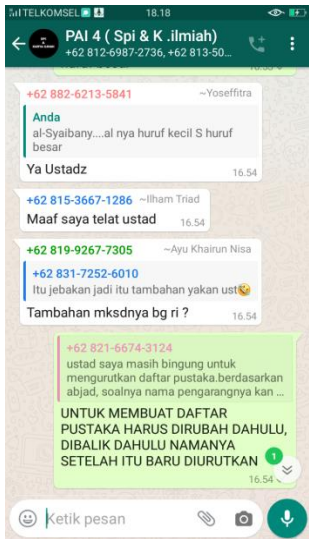 TELKOMSEL 18.18
PAI 4 ( Spi & K .ilmiah)
+62 812-6987-2736, +62 813-50...
+62 882-6213-5841 ~Yoseffitra
Anda
al-Syaibany....al nya huruf kecil S huruf
besar
Ya Ustadz 16.54
+62 815-3667-1286 ~Ilham Triad
Maaf saya telat ustad 16.54
+62 819-9267-7305 ~Ayu Khairun Nisa
+62 831-7252-6010
Itu jebakan jadi itu tambahan yakan ust
Tambahan mksdnya bg ri ? 16.54
+62 821-6674-3124
ustad saya masih bingung untuk
mengurutkan daftar pustaka.berdasarkan
abjad, soalnya nama pengarangnya kan ...
UNTUK MEMBUAT DAFTAR
PUSTAKA HARUS DIRUBAH DAHULU,
DIBALIK DAHULU NAMANYA
SETELAH ITU BARU DIURUTKAN
1
16.54
Ketik pesan